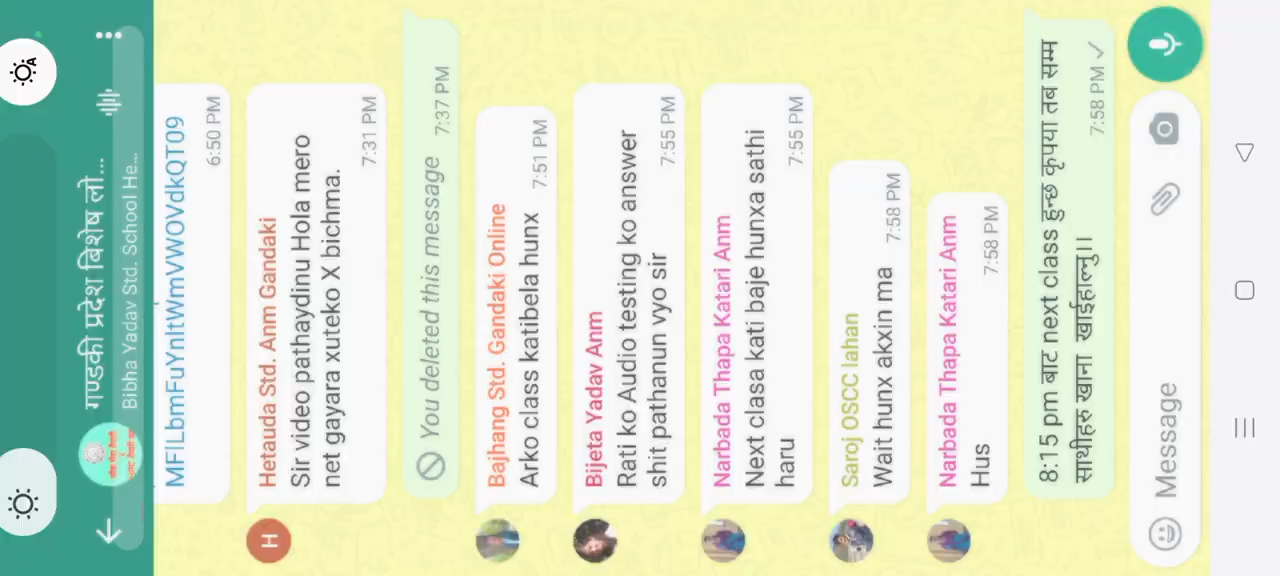 गण्डकी प्रदेश बिशेष लो...
Bibha Yadav Std. School He...
MFlLbmFuYnltWmVWOVdkQT09
6:50 PM
Hetauda Std. Anm Gandaki
Sir video pathaydinu Hola mero
net gayara xuteko X bichma.
7:31 PM
You deleted this message 7:37 PM
Bajhang Std. Gandaki Online
Arko class katibela hunx 7:51 PM
Bijeta Yadav Anm
Rati ko Audio testing ko answer
shit pathanun vyo sir
7:55 PM
Narbada Thapa Katari Anm
Next clasa kati baje hunxa sathi
haru
7:55 PM
Saroj OSCC lahan
Wait hunx akxin ma 7:58 PM
Narbada Thapa Katari Anm
Hus
7:58 PM
8:15 pm बाट next class हुन्छ कृपया तब सम्म
साथीहरु खाना खाईहाल्नु।।
7:58 PM
Message
H